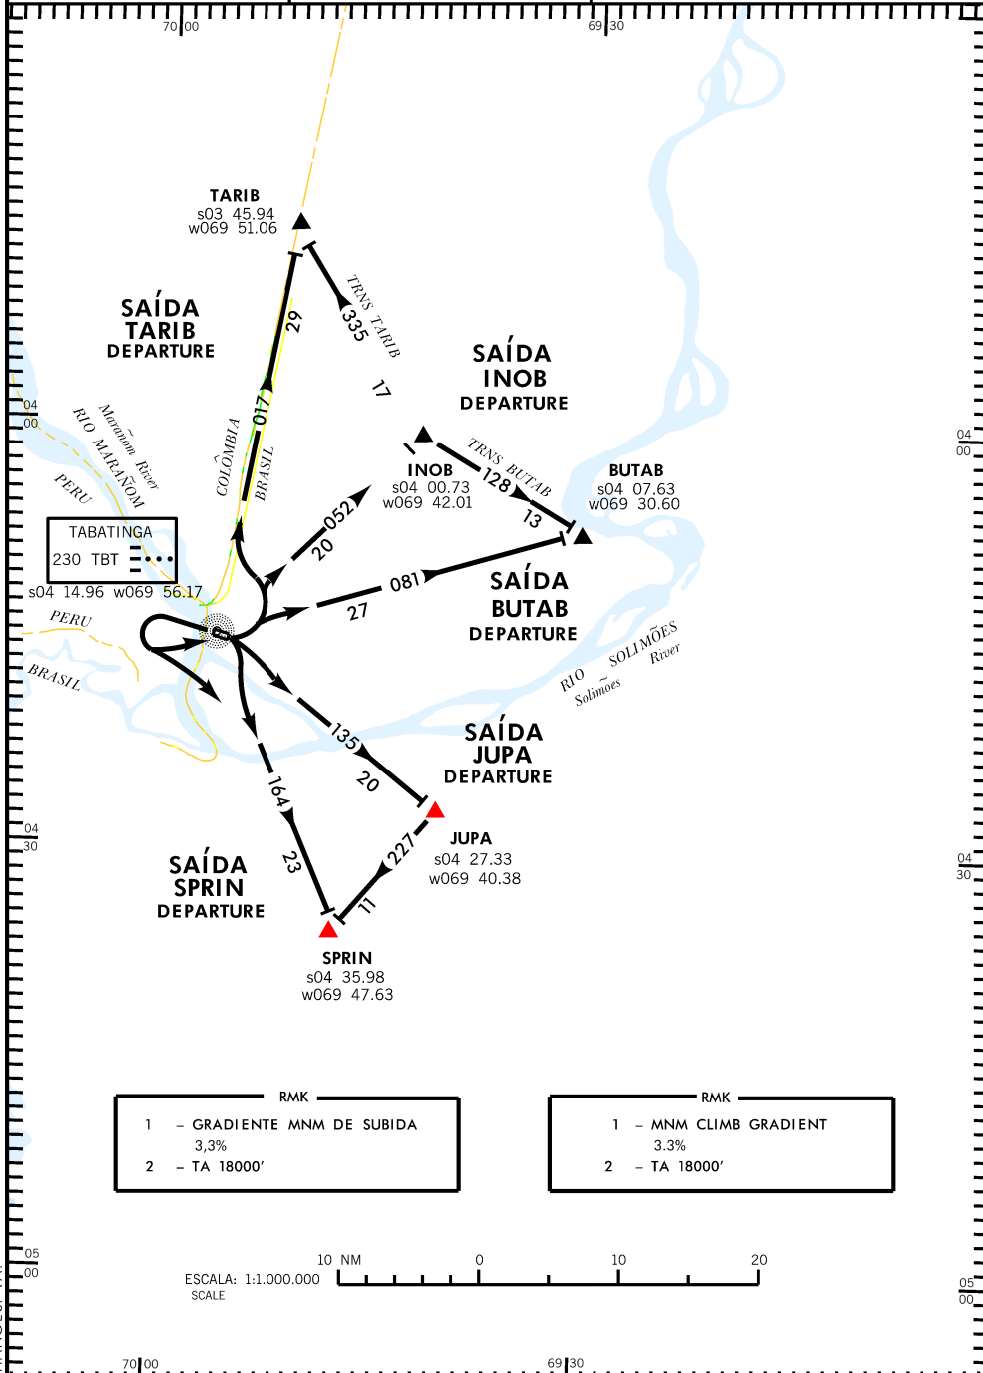 70 00
69 30
TARIB
s03 45.94
w069 51.06
SAÍDA
TARIB
DEPARTURE
29
TRNS TARIB
335
17
017
SAÍDA
INOB
DEPARTURE
04
00
04
00
Marañom River
RIO MARAÑOM
PERU
COLÔMBIA
BRASIL
INOB
s04 00.73
w069 42.01
TRNS BUTAB
128
13
BUTAB
s04 07.63
w069 30.60
TABATINGA
230 TBT
s04 14.96 w069 56.17
052
20
081
27
SAÍDA
BUTAB
DEPARTURE
PERU
BRASIL
RIO SOLIMÕES
Solimões River
135
20
SAÍDA
JUPA
DEPARTURE
164
23
JUPA
s04 27.33
w069 40.38
227
11
04
30
04
30
SAÍDA
SPRIN
DEPARTURE
SPRIN
s04 35.98
w069 47.63
RMK
1 – GRADIENTE MNM DE SUBIDA
3,3%
2 – TA 18000'
RMK
1 – MNM CLIMB GRADIENT
3.3%
2 – TA 18000'
05
00
05
00
10 NM 0 10 20
ESCALA: 1:1.000.000
SCALE
70 00
69 30